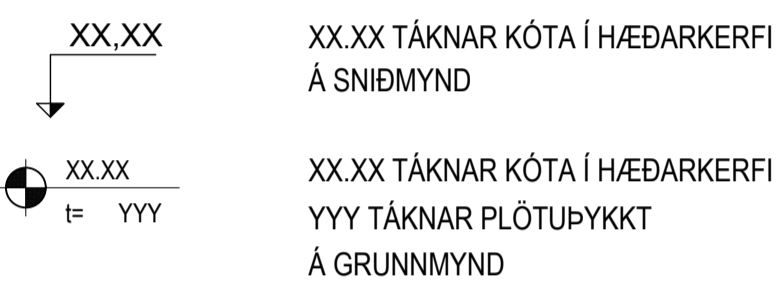 XX,XX XX.XX TÁKNAR KÓTA Í HÆÐARKERFI
Á SNIÐMYND
XX.XX XX.XX TÁKNAR KÓTA Í HÆÐARKERFI
t= YYY YYY TÁKNAR PLÖTUÞYKKT
Á GRUNNMYND